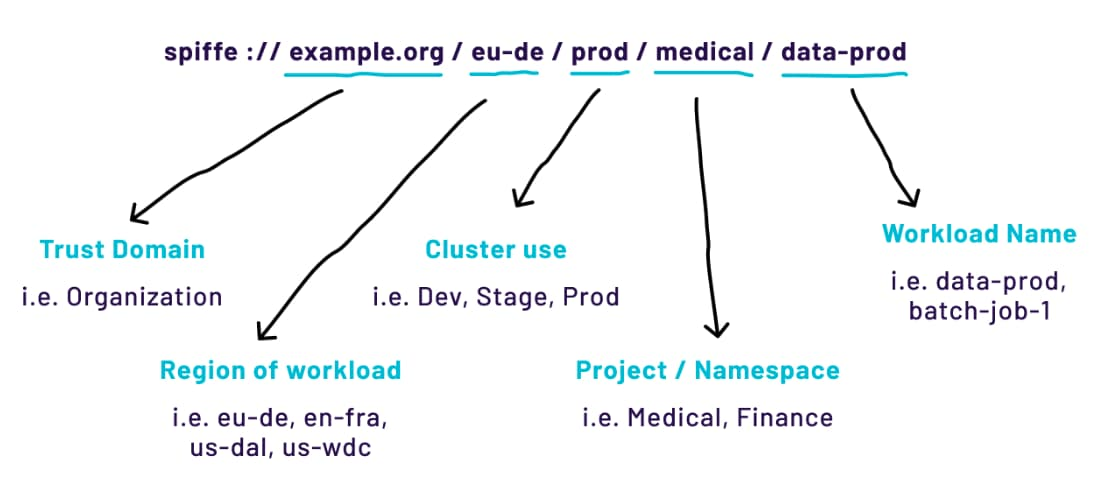 spiffe :// example.org / eu-de / prod / medical / data-prod
Trust Domain
i.e. Organization
Region of workload
i.e. eu-de, en-fra,
us-dal, us-wdc
Cluster use
i.e. Dev, Stage, Prod
Project / Namespace
i.e. Medical, Finance
Workload Name
i.e. data-prod,
batch-job-1